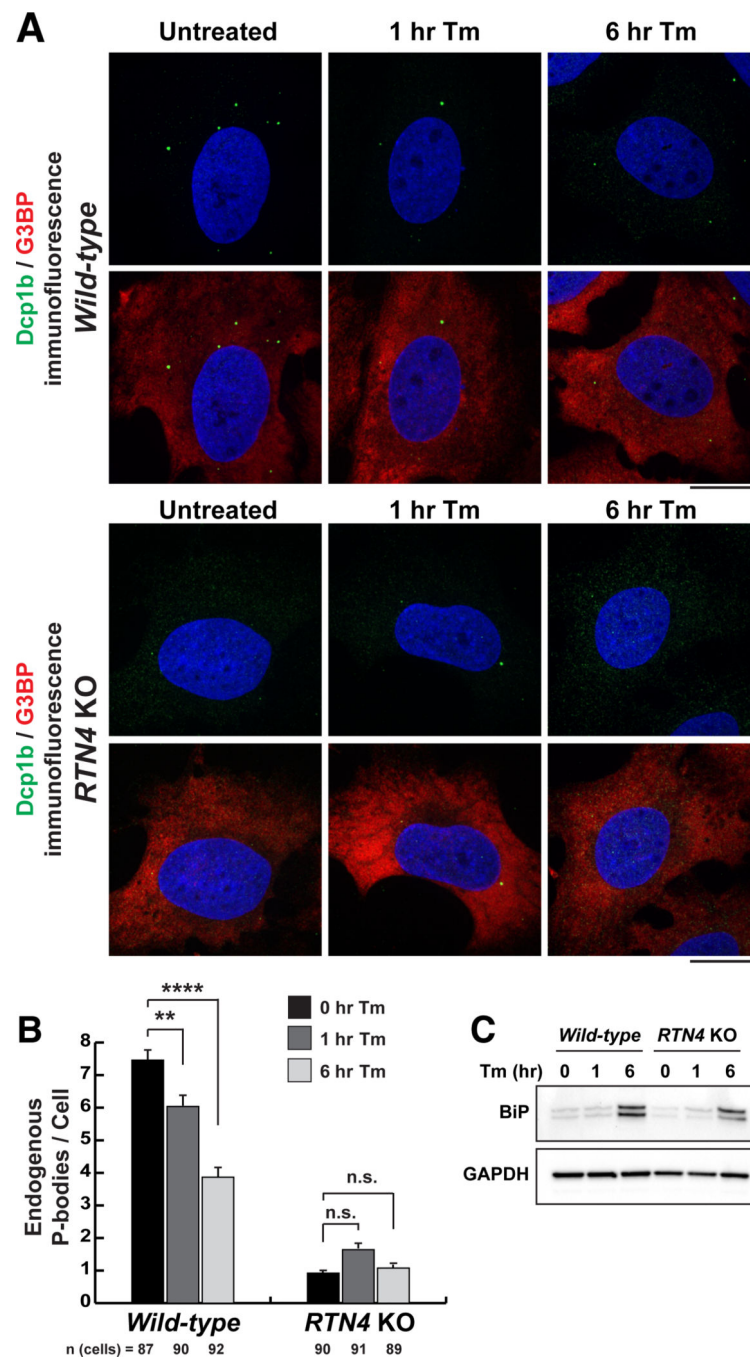 A
Untreated 1 hr Tm 6 hr Tm
Dcp1b / G3BP
immunofluorescence
Wild-type
Untreated 1 hr Tm 6 hr Tm
Dcp1b / G3BP
immunofluorescence
RTN4 KO
B
Endogenous
P-bodies / Cell
8
7
6
5
4
3
2
1
0
****
**
n.s.
n.s.
0 hr Tm
1 hr Tm
6 hr Tm
Wild-type RTN4 KO
n (cells) = 87 90 92 90 91 89
C
Wild-type RTN4 KO
Tm (hr) 0 1 6 0 1 6
BiP
GAPDH